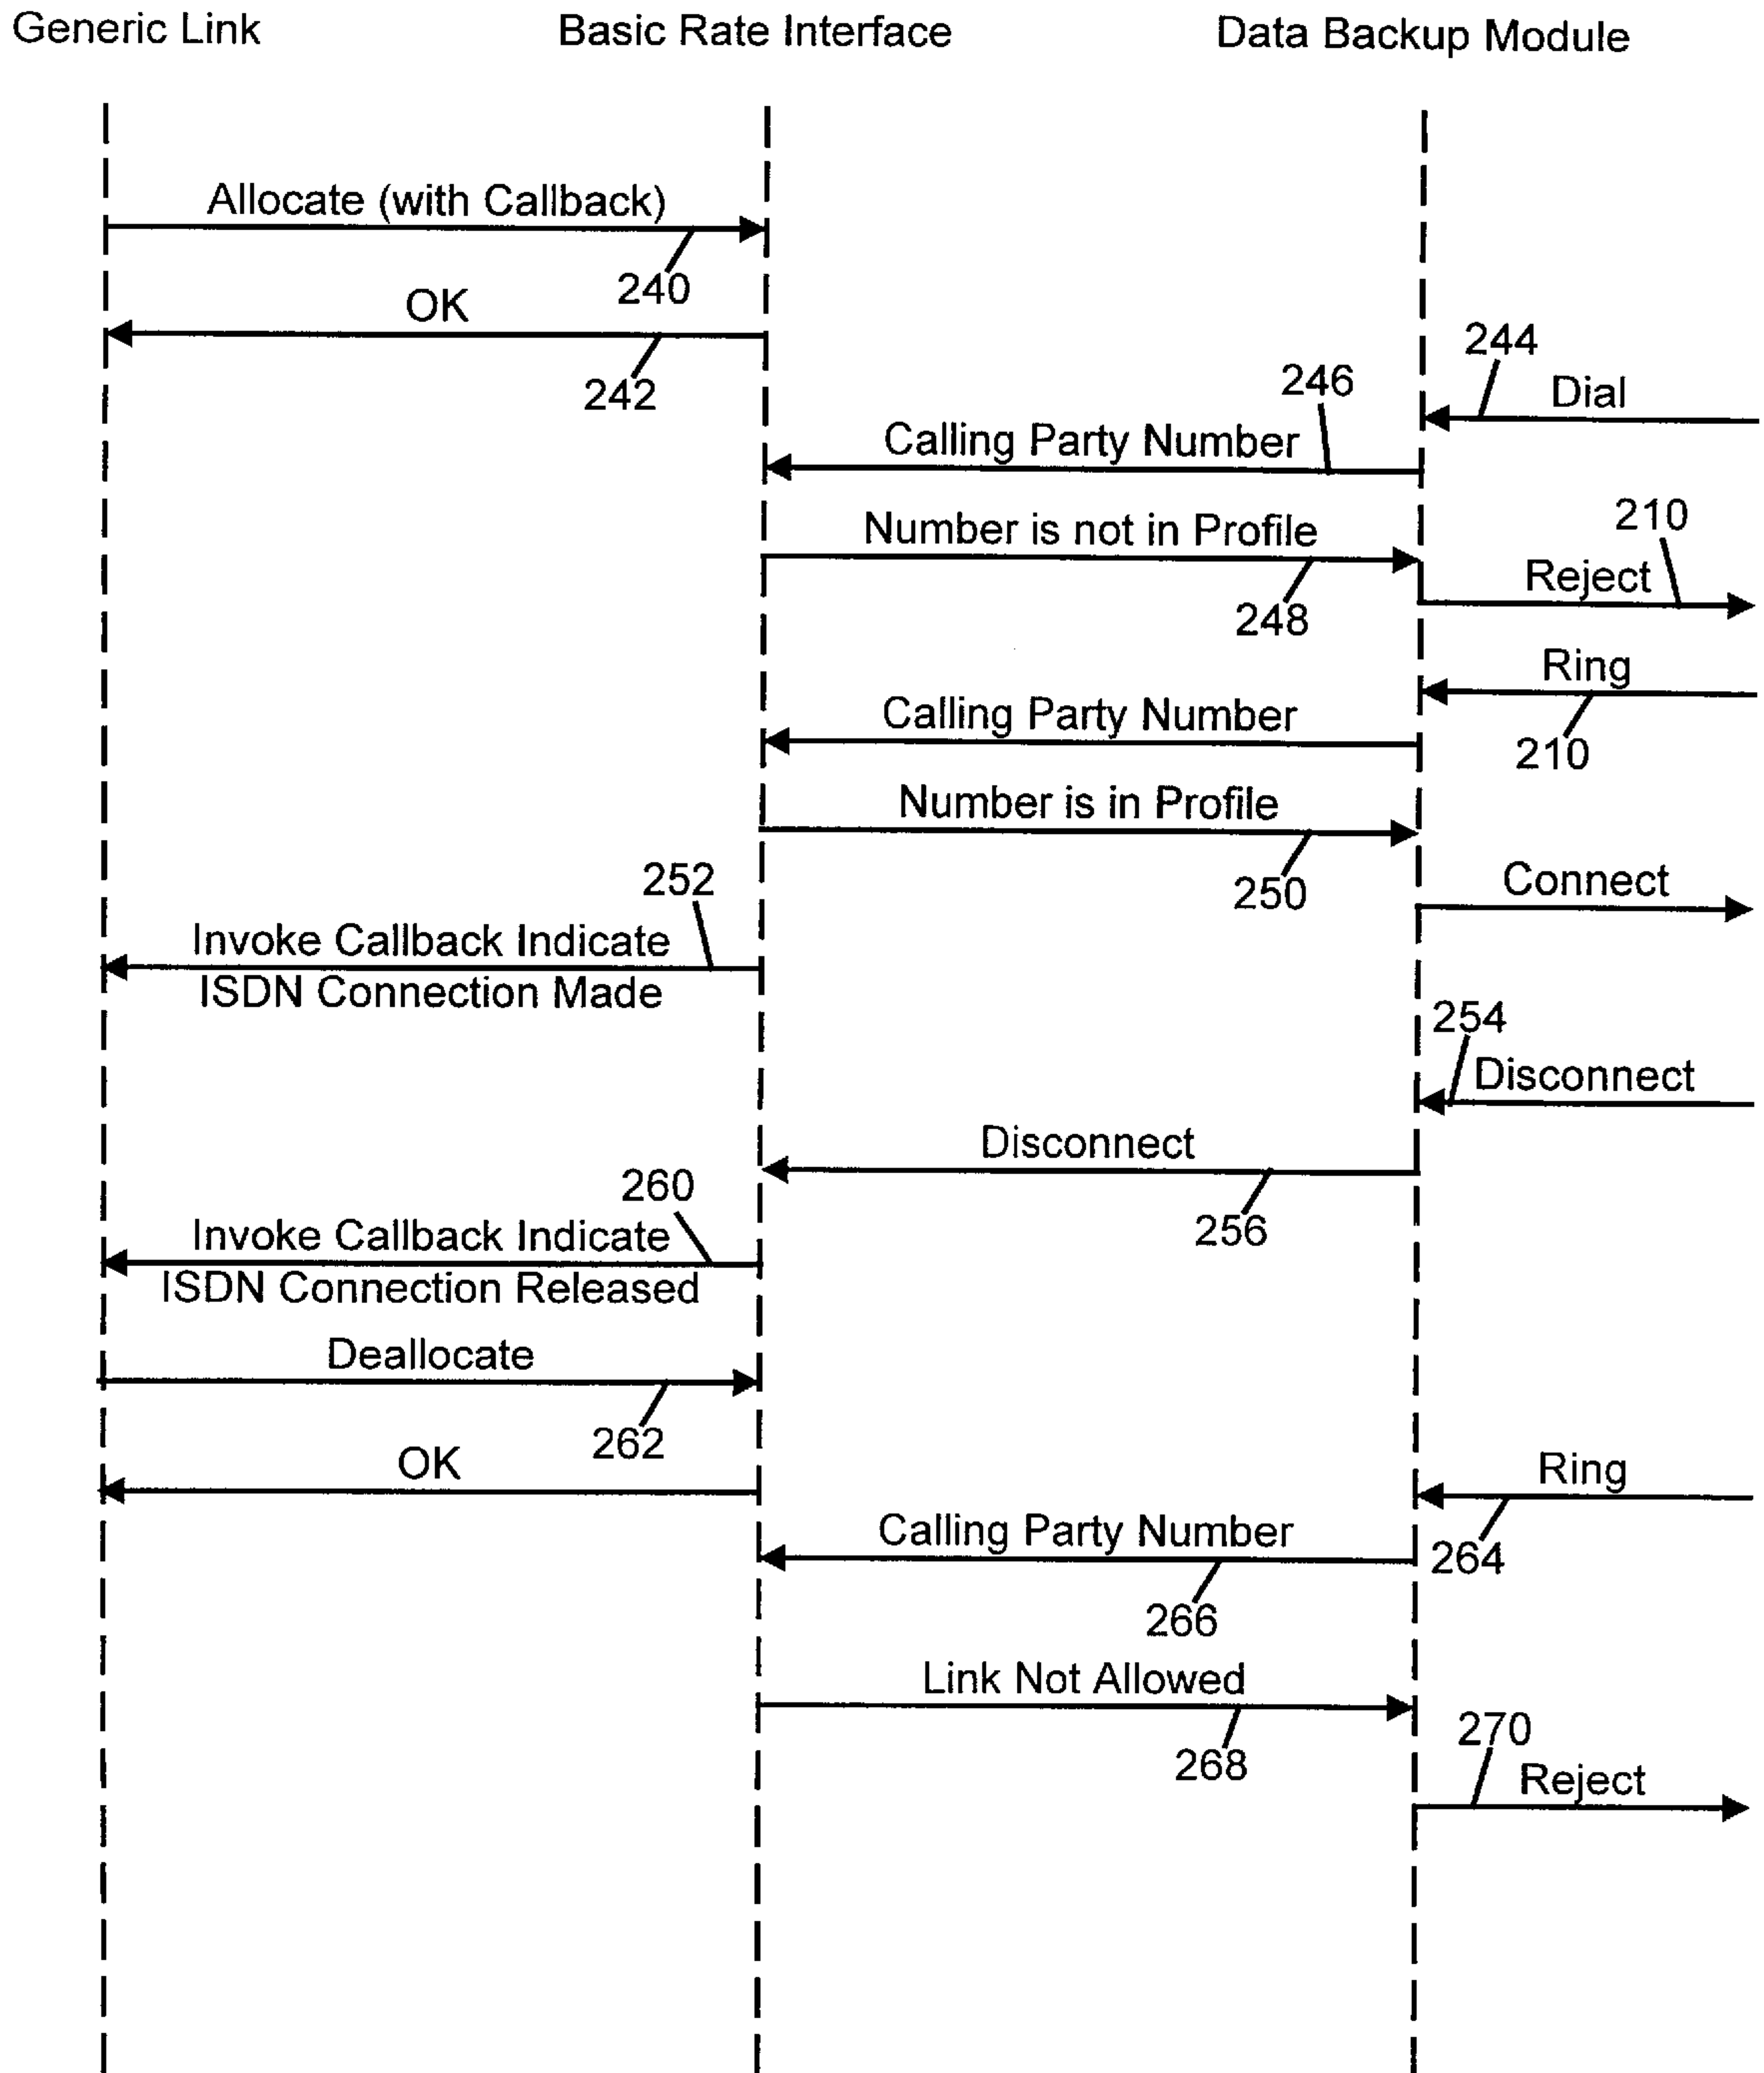 Generic Link
Basic Rate Interface
Data Backup Module
Allocate (with Callback)
240
OK
242
244
Dial
246
Calling Party Number
Number is not in Profile
248
210
Reject
Ring
210
Calling Party Number
Number is in Profile
250
Connect
252
Invoke Callback Indicate
ISDN Connection Made
254
Disconnect
Disconnect
256
260
Invoke Callback Indicate
ISDN Connection Released
Deallocate
262
OK
Ring
264
Calling Party Number
266
Link Not Allowed
268
270
Reject